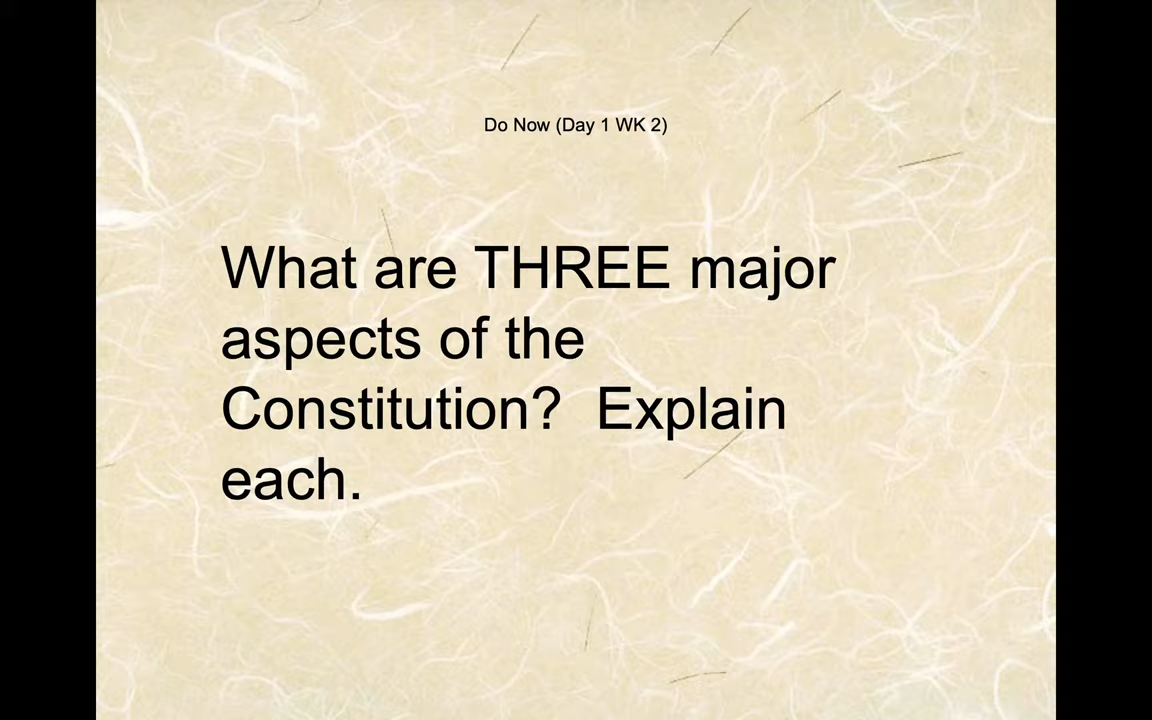 Do Now (Day 1 WK 2)
What are THREE major
aspects of the
Constitution?  Explain
each.